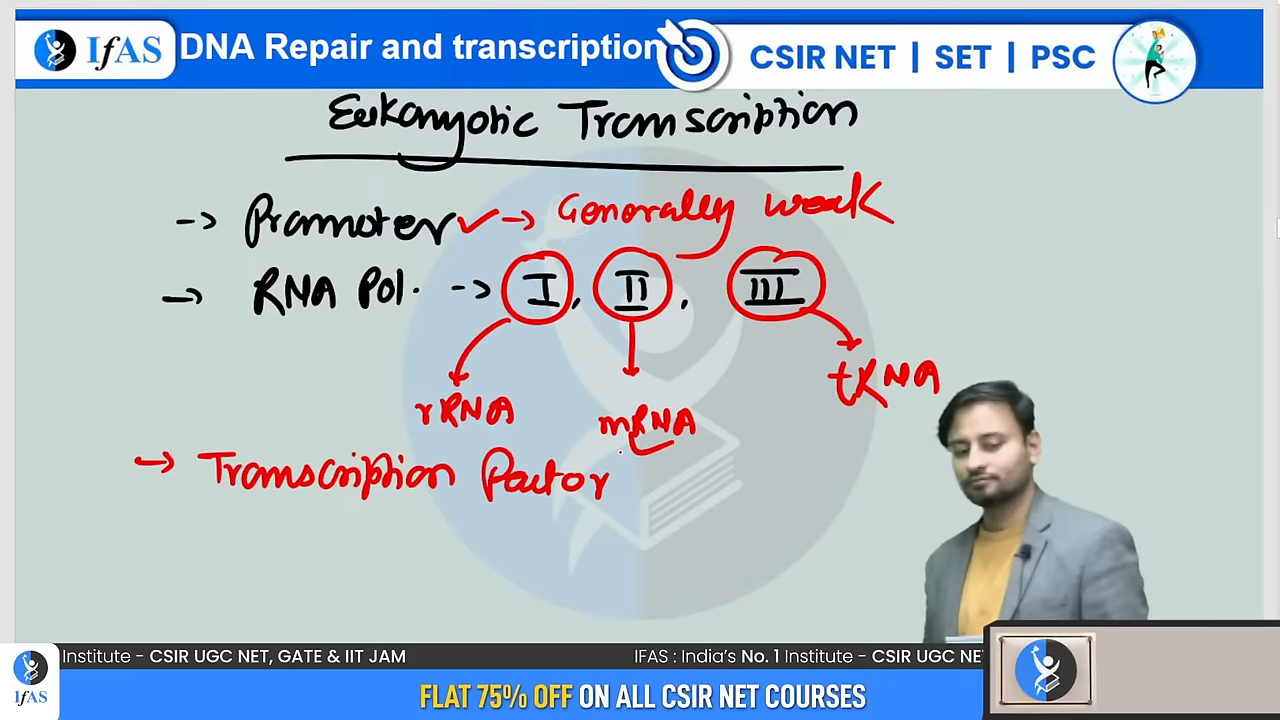 IfAS DNA Repair and transcription CSIR NET | SET | PSC
Eukaryotic Transcription
-> Promoter ✓ -> Generally weak
-> RNA Pol. -> I, II, III
rRNA mRNA tRNA
-> Transcription Factor
Institute - CSIR UGC NET, GATE & IIT JAM IFAS : India's No. 1 Institute - CSIR UGC NE
IfAS FLAT 75% OFF ON ALL CSIR NET COURSES